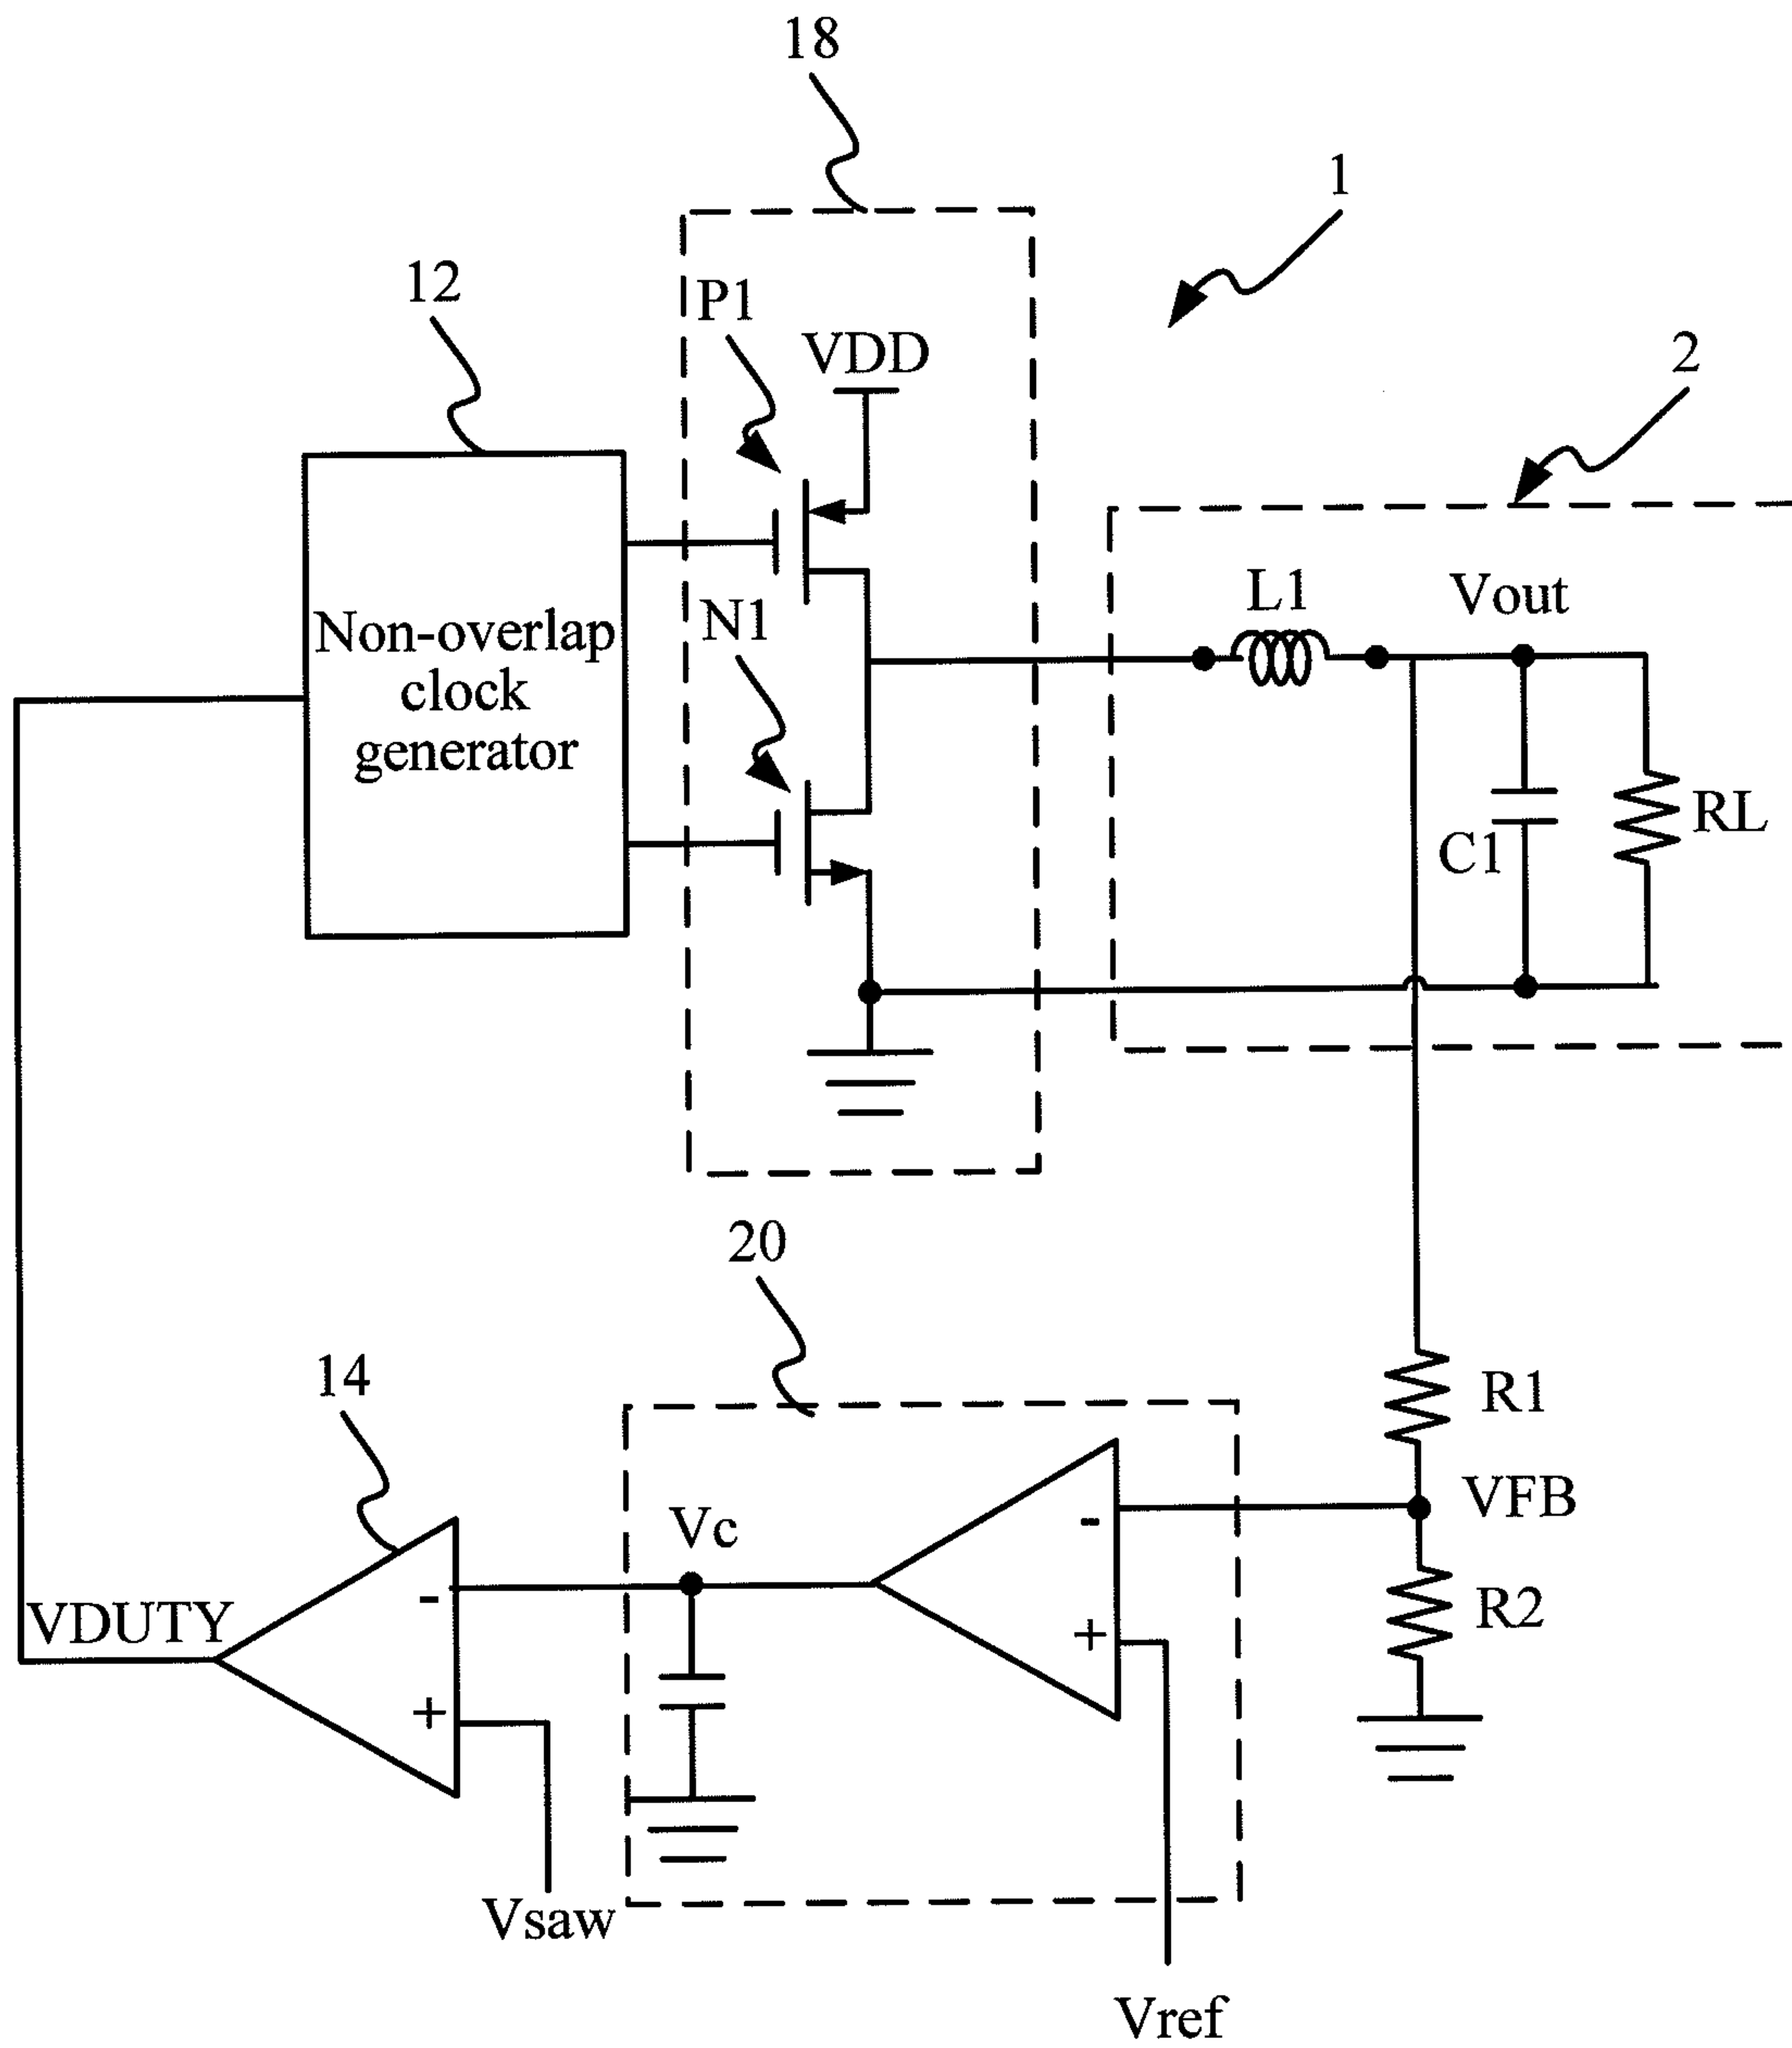 18
1
12
P1
VDD
2
Non-overlap
clock
generator
N1
L1
Vout
C1
RL
20
14
R1
Vc
-
VFB
-
R2
VDUTY
+
+
Vsaw
Vref